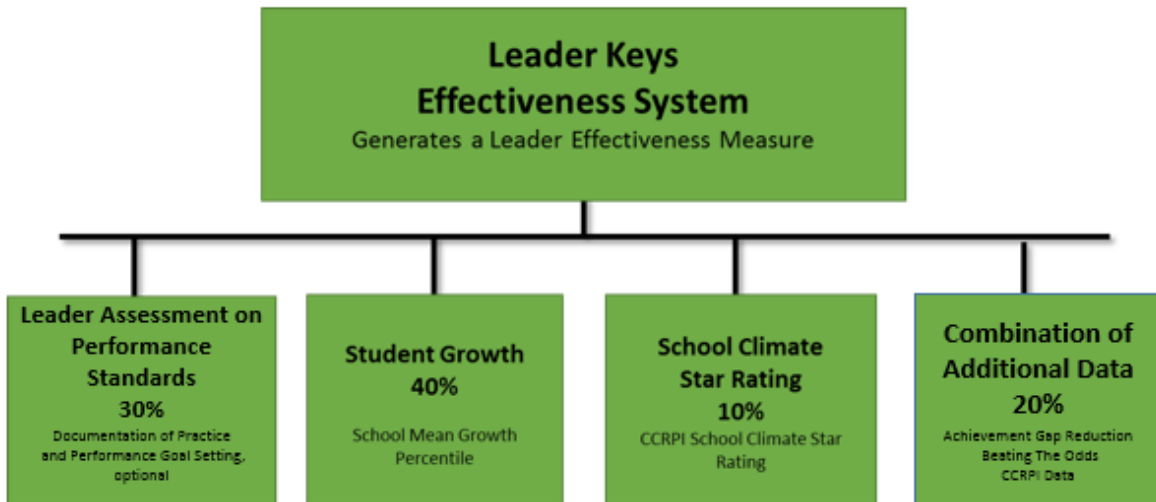 Leader Keys
Effectiveness System
Generates a Leader Effectiveness Measure
Leader Assessment on
Performance
Standards
30%
Documentation of Practice
and Performance Goal Setting,
optional
Student Growth
40%
School Mean Growth
Percentile
School Climate
Star Rating
10%
CCRPI School Climate Star
Rating
Combination of
Additional Data
20%
Achievement Gap Reduction
Beating The Odds
CCRPI Data